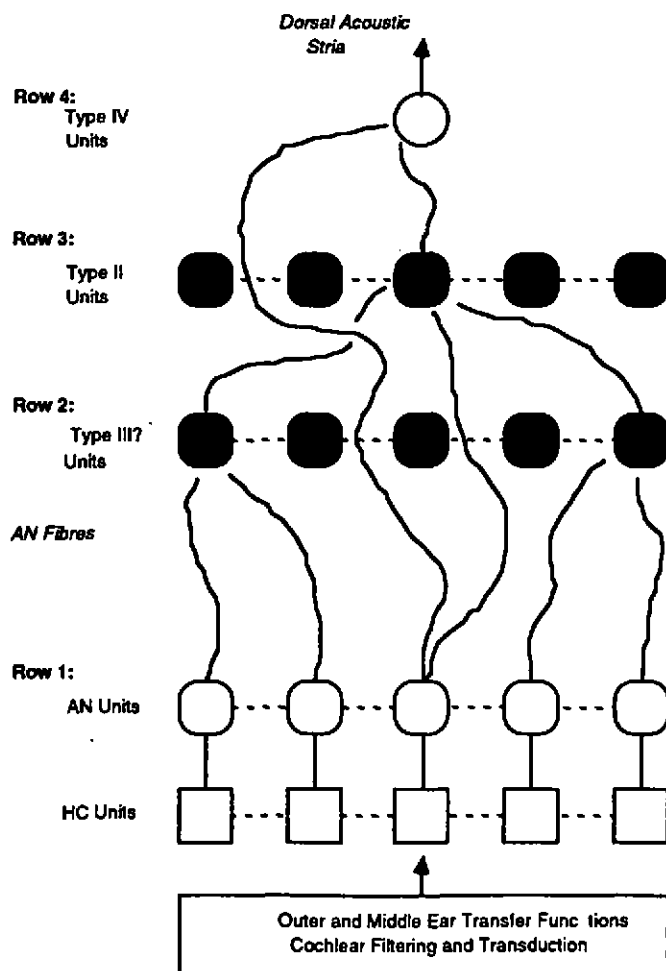 Dorsal Acoustic
Stria
Row 4:
Type IV
Units
Row 3:
Type II
Units
Row 2:
Type III?
Units
AN Fibres
Row 1:
AN Units
HC Units
Outer and Middle Ear Transfer Func tions
Cochlear Filtering and Transduction